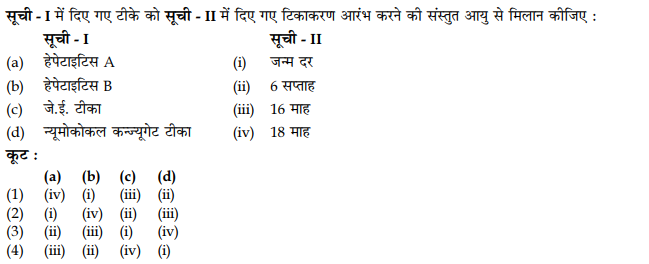 सूची - I में दिए गए टीके को सूची - II में दिए गए टिकाकरण आरंभ करने की संस्तुत आयु से मिलान कीजिए :
सूची - I सूची - II
(a) हेपेटाइटिस A (i) जन्म दर
(b) हेपेटाइटिस B (ii) 6 सप्ताह
(c) जे.ई. टीका (iii) 16 माह
(d) न्यूमोकोकल कन्ज्यूगेट टीका (iv) 18 माह
कूट :
(a) (b) (c) (d)
(1) (iv) (i) (iii) (ii)
(2) (i) (iv) (ii) (iii)
(3) (ii) (iii) (i) (iv)
(4) (iii) (ii) (iv) (i)